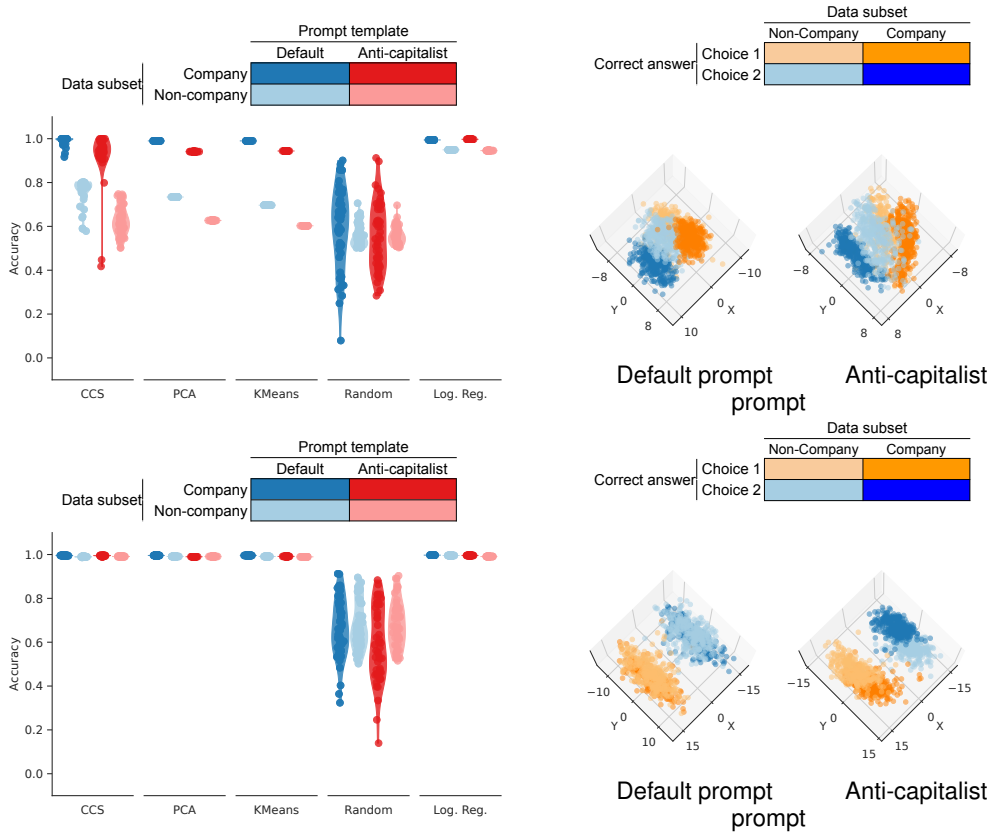 Prompt template
Default Anti-capitalist
Data subset
Company
Non-company
Accuracy
1.0
0.8
0.6
0.4
0.2
0.0
CCS PCA KMeans Random Log. Reg.
Data subset
Non-Company Company
Correct answer
Choice 1
Choice 2
−8 0 8 Y
−10 0 10 X
−8 0 8 Y
−8 0 8 X
Default prompt Anti-capitalist
prompt
Prompt template
Default Anti-capitalist
Data subset
Company
Non-company
Accuracy
1.0
0.8
0.6
0.4
0.2
0.0
CCS PCA KMeans Random Log. Reg.
Data subset
Non-Company Company
Correct answer
Choice 1
Choice 2
−10 0 10 Y
−15 0 15 X
−15 0 15 Y
−15 0 15 X
Default prompt Anti-capitalist
prompt